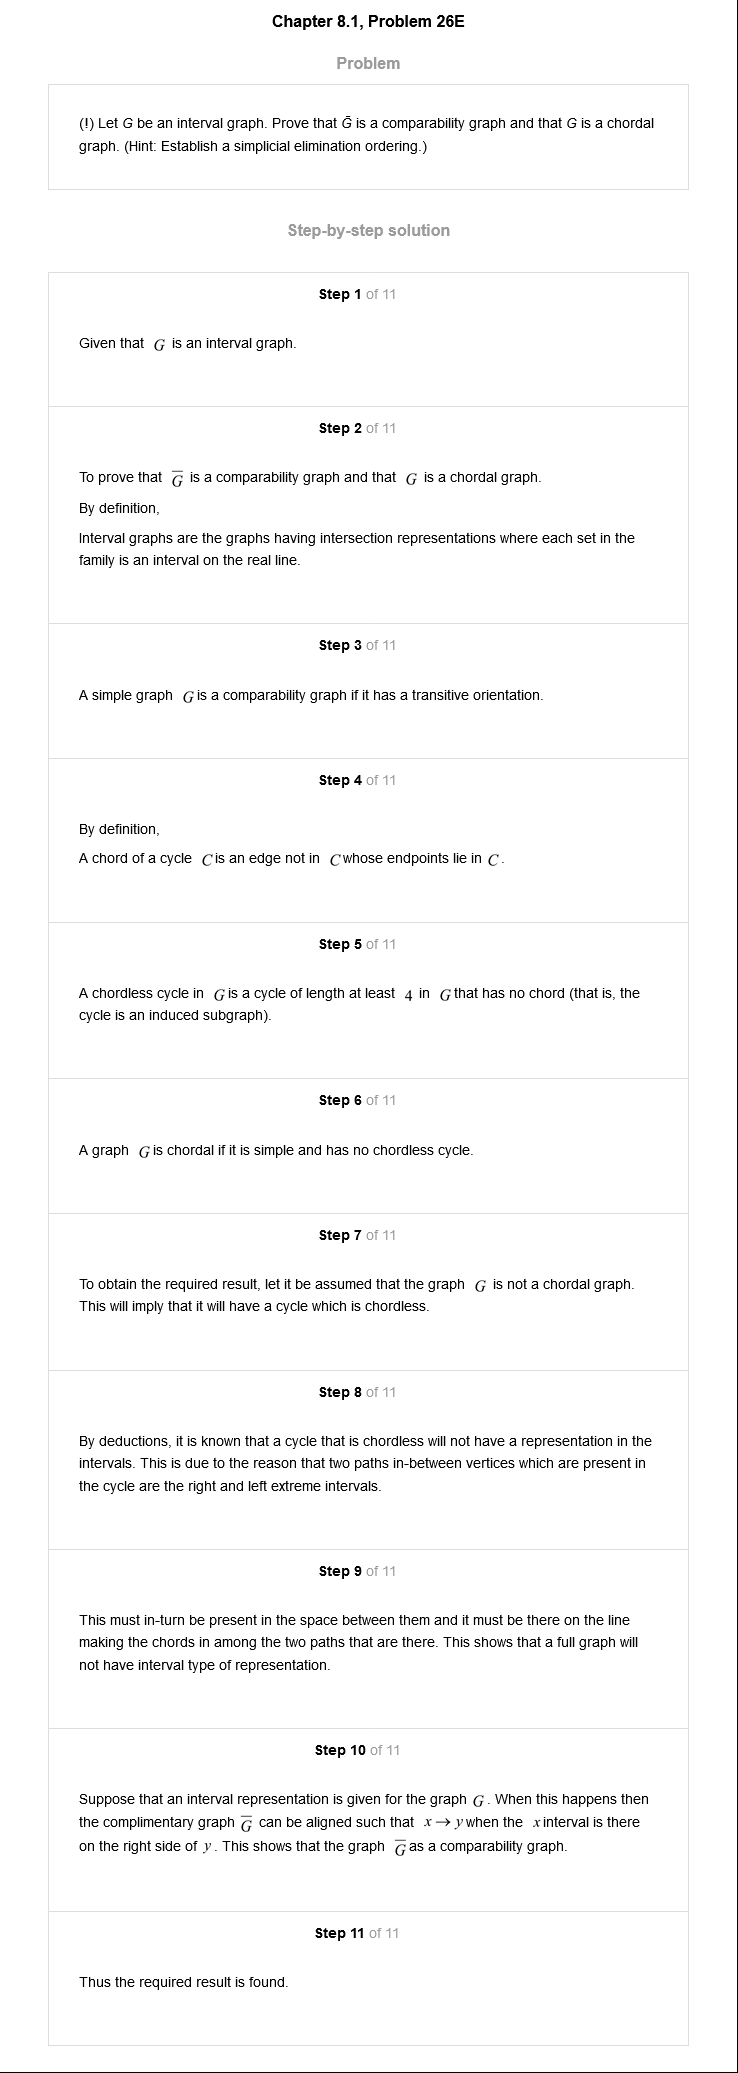 Chapter 8.1, Problem 26E
Problem
(!) Let G be an interval graph. Prove that Ḡ is a comparability graph and that G is a chordal
graph. (Hint: Establish a simplicial elimination ordering.)
Step-by-step solution
Step 1 of 11
Given that G is an interval graph.
Step 2 of 11
To prove that G̅ is a comparability graph and that G is a chordal graph.
By definition,
Interval graphs are the graphs having intersection representations where each set in the
family is an interval on the real line.
Step 3 of 11
A simple graph G is a comparability graph if it has a transitive orientation.
Step 4 of 11
By definition,
A chord of a cycle C is an edge not in C whose endpoints lie in C.
Step 5 of 11
A chordless cycle in G is a cycle of length at least 4 in G that has no chord (that is, the
cycle is an induced subgraph).
Step 6 of 11
A graph G is chordal if it is simple and has no chordless cycle.
Step 7 of 11
To obtain the required result, let it be assumed that the graph G is not a chordal graph.
This will imply that it will have a cycle which is chordless.
Step 8 of 11
By deductions, it is known that a cycle that is chordless will not have a representation in the
intervals. This is due to the reason that two paths in-between vertices which are present in
the cycle are the right and left extreme intervals.
Step 9 of 11
This must in-turn be present in the space between them and it must be there on the line
making the chords in among the two paths that are there. This shows that a full graph will
not have interval type of representation.
Step 10 of 11
Suppose that an interval representation is given for the graph G. When this happens then
the complimentary graph G̅ can be aligned such that x → y when the x interval is there
on the right side of y. This shows that the graph G̅ as a comparability graph.
Step 11 of 11
Thus the required result is found.